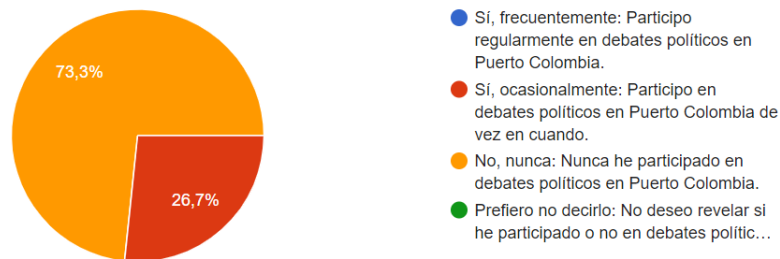 73,3%
26,7%
Sí, frecuentemente: Participo
regularmente en debates políticos en
Puerto Colombia.
Sí, ocasionalmente: Participo en
debates políticos en Puerto Colombia de
vez en cuando.
No, nunca: Nunca he participado en
debates políticos en Puerto Colombia.
Prefiero no decirlo: No deseo revelar si
he participado o no en debates polític…